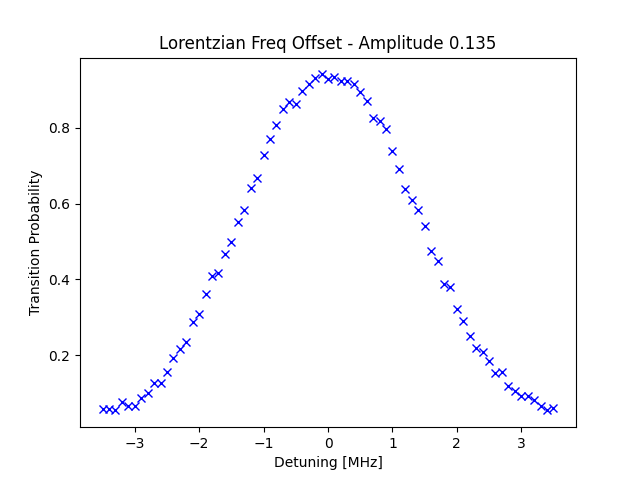 Lorentzian Freq Offset - Amplitude 0.135
Transition Probability
0.8
0.6
0.4
0.2
−3 −2 −1 0 1 2 3
Detuning [MHz]